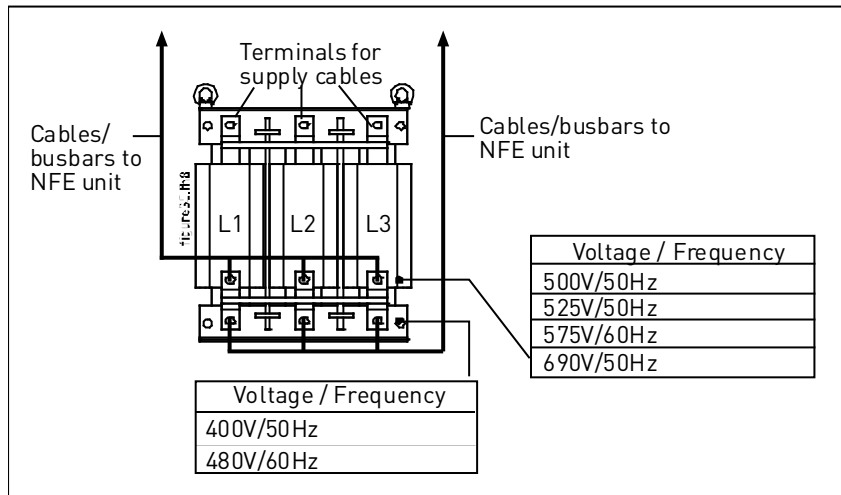 Terminals for
supply cables
Cables/
busbars to
NFE unit
Cables/busbars to
NFE unit
L1
L2
L3
Voltage / Frequency
500V/50Hz
525V/50Hz
575V/60Hz
690V/50Hz
Voltage / Frequency
400V/50Hz
480V/60Hz